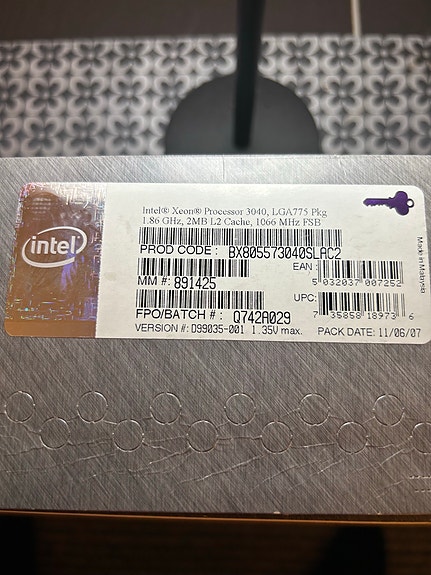 Intel® Xeon® Processor 3040, LGA775 Pkg
1.86 GHz, 2MB L2 Cache, 1066 MHz FSB
intel
PROD CODE: BX805573040SLAC2
EAN:
5 032037 007252
MM #: 891425
UPC:
7 35858 18973 6
FPO/BATCH #: Q742A029
VERSION #: D99035-001 1.35V max. PACK DATE: 11/06/07
Made in Malaysia